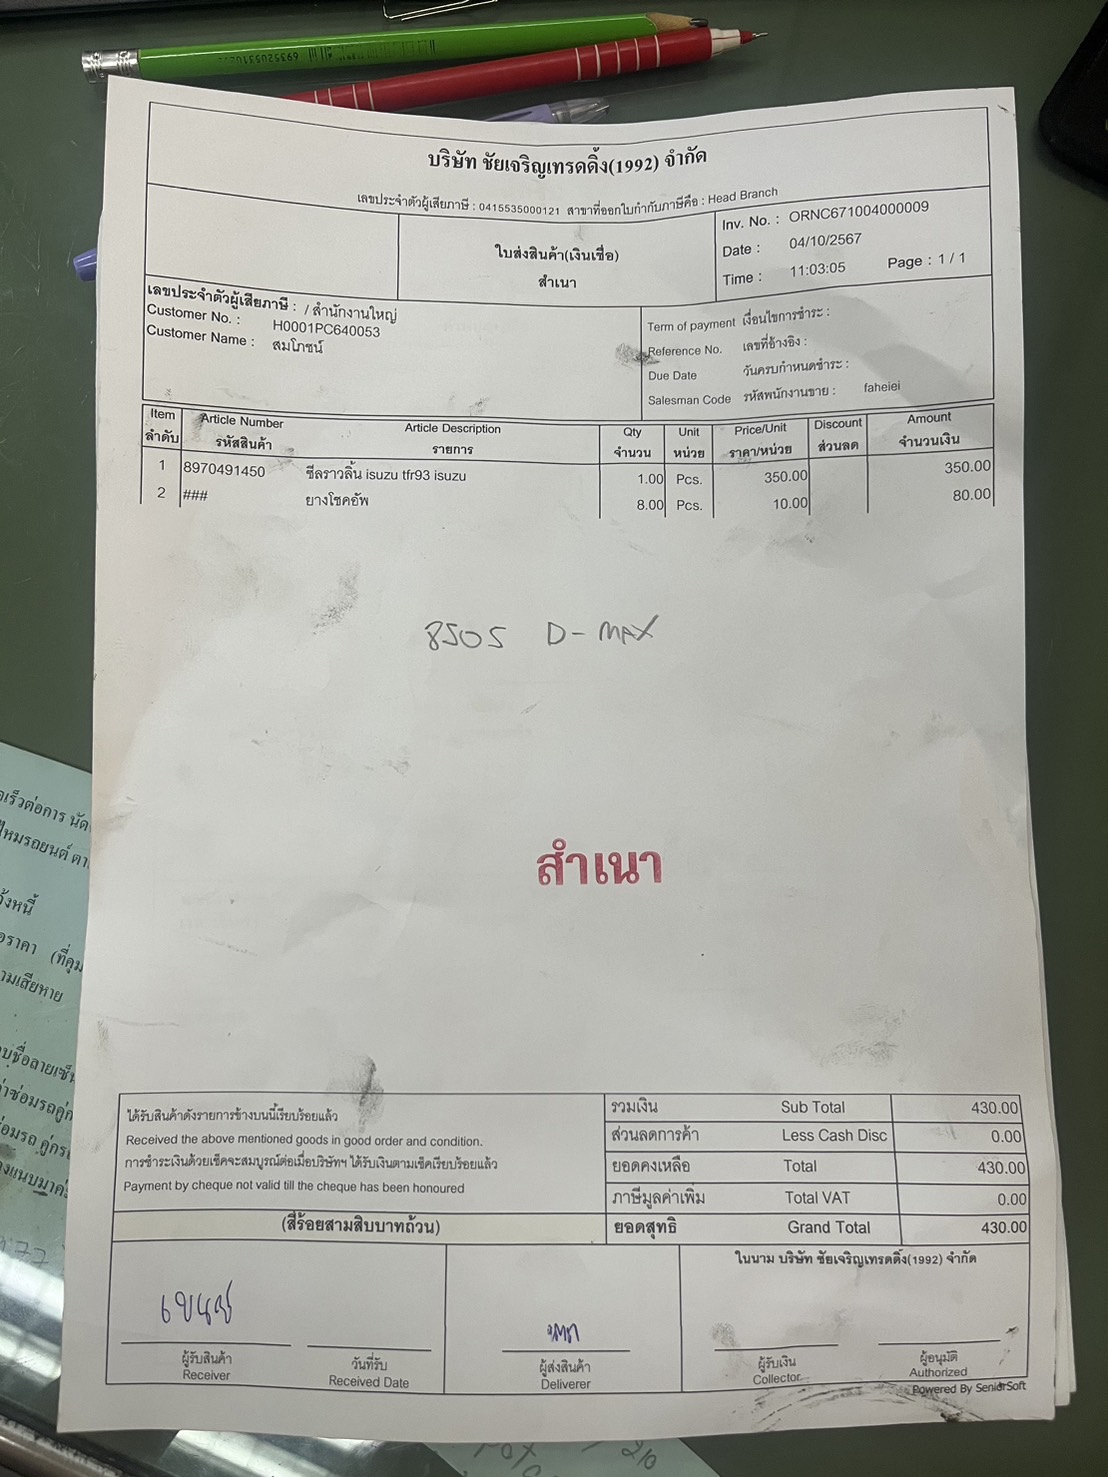 บริษัท ชัยเจริญเทรดดิ้ง(1992) จำกัด
เลขประจำตัวผู้เสียภาษี : 0415535000121 สาขาที่ออกใบกำกับภาษีคือ : Head Branch
ใบส่งสินค้า(เงินเชื่อ)
สำเนา
Inv. No. : ORNC671004000009
Date : 04/10/2567
Time : 11:03:05 Page : 1 / 1
เลขประจำตัวผู้เสียภาษี : / สำนักงานใหญ่
Customer No. : H0001PC640053
Customer Name : สมโภชน์
Term of payment เงื่อนไขการชำระ :
Reference No. เลขที่อ้างอิง :
Due Date วันครบกำหนดชำระ :
Salesman Code รหัสพนักงานขาย : faheiei
Item Article Number Article Description Qty Unit Price/Unit Discount Amount
ลำดับ รหัสสินค้า รายการ จำนวน หน่วย ราคา/หน่วย ส่วนลด จำนวนเงิน
1 8970491450 ซีลราวลิ้น isuzu tfr93 isuzu 1.00 Pcs. 350.00 350.00
2 ### ยางโชคอัพ 8.00 Pcs. 10.00 80.00
8505 D-MAX
สำเนา
ได้รับสินค้าดังรายการข้างบนนี้เรียบร้อยแล้ว
Received the above mentioned goods in good order and condition.
การชำระเงินด้วยเช็คจะสมบูรณ์ต่อเมื่อบริษัทฯ ได้รับเงินตามเช็คเรียบร้อยแล้ว
Payment by cheque not valid till the cheque has been honoured
(สี่ร้อยสามสิบบาทถ้วน)
รวมเงิน Sub Total 430.00
ส่วนลดการค้า Less Cash Disc 0.00
ยอดคงเหลือ Total 430.00
ภาษีมูลค่าเพิ่ม Total VAT 0.00
ยอดสุทธิ Grand Total 430.00
ในนาม บริษัท ชัยเจริญเทรดดิ้ง(1992) จำกัด
ผู้รับสินค้า
Receiver
วันที่รับ
Received Date
ผู้ส่งสินค้า
Deliverer
ผู้รับเงิน
Collector
ผู้อนุมัติ
Authorized
Powered By SeniorSoft